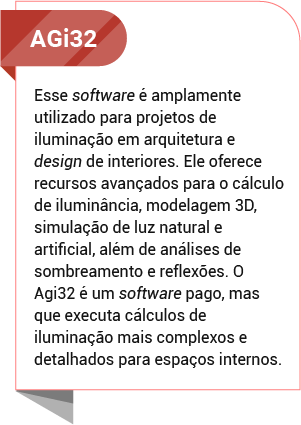 AGi32
Esse software é amplamente
utilizado para projetos de
iluminação em arquitetura e
design de interiores. Ele oferece
recursos avançados para o cálculo
de iluminância, modelagem 3D,
simulação de luz natural e
artificial, além de análises de
sombreamento e reflexões. O
Agi32 é um software pago, mas
que executa cálculos de
iluminação mais complexos e
detalhados para espaços internos.